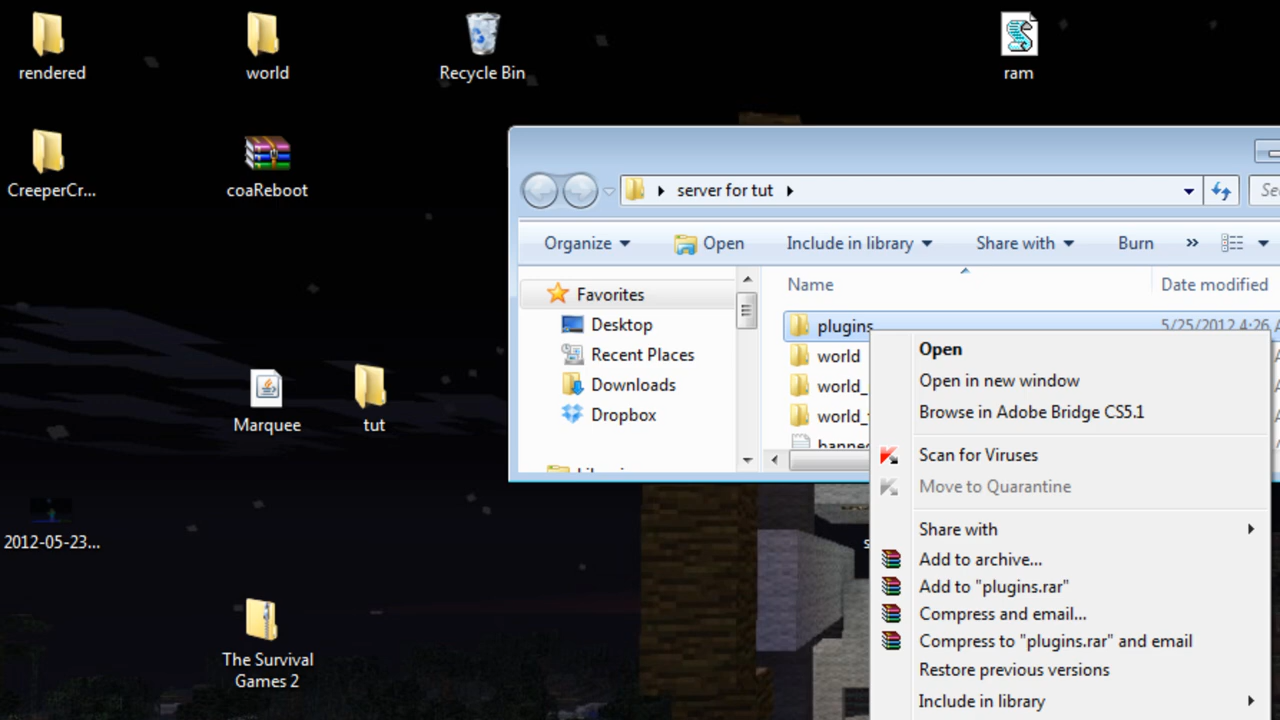 rendered
world
Recycle Bin
ram
CreeperCr...
coaReboot
Marquee
tut
2012-05-23...
The Survival
Games 2
server for tut
Organize
Open
Include in library
Share with
Burn
»
Name
Date modified
Favorites
Desktop
Recent Places
Downloads
Dropbox
plugins
5/25/2012 4:26
world
world_
world_
Open
Open in new window
Browse in Adobe Bridge CS5.1
Scan for Viruses
Move to Quarantine
Share with
Add to archive...
Add to "plugins.rar"
Compress and email...
Compress to "plugins.rar" and email
Restore previous versions
Include in library